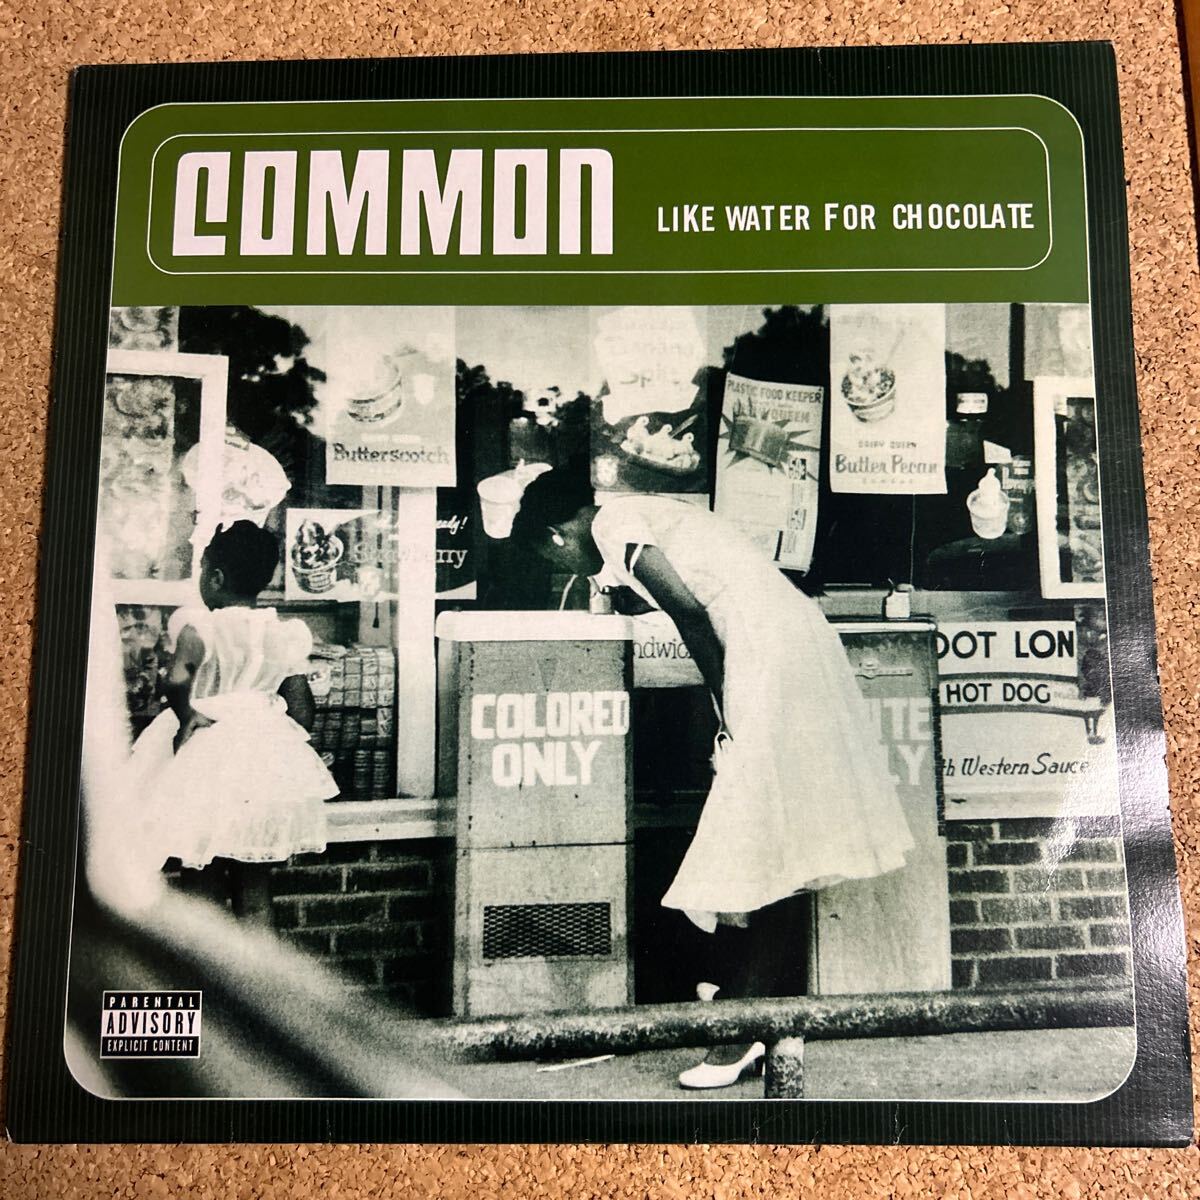 COMMON
LIKE WATER FOR CHOCOLATE
Butterscotch
Strawberry
PLASTIC FOOD KEEPER
QUEEN
DAIRY QUEEN
Butter Pecan
COLORED
ONLY
OOT LON
HOT DOG
th Western Sauce
PARENTAL
ADVISORY
EXPLICIT CONTENT